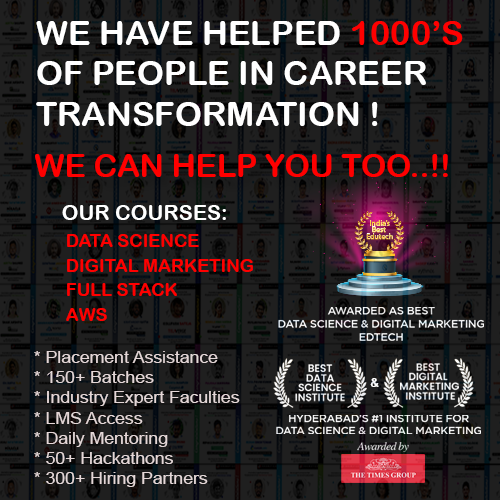 WE HAVE HELPED 1000'S
OF PEOPLE IN CAREER
TRANSFORMATION !
WE CAN HELP YOU TOO..!!
OUR COURSES:
DATA SCIENCE
DIGITAL MARKETING
FULL STACK
AWS
* Placement Assistance
* 150+ Batches
* Industry Expert Faculties
* LMS Access
* Daily Mentoring
* 50+ Hackathons
* 300+ Hiring Partners
India's
Best
Edutech
AWARDED AS BEST
DATA SCIENCE & DIGITAL MARKETING
EDTECH
BEST
DATA
SCIENCE
INSTITUTE
&
BEST
DIGITAL
MARKETING
INSTITUTE
HYDERABAD'S #1 INSTITUTE FOR
DATA SCIENCE & DIGITAL MARKETING
Awarded by
THE TIMES GROUP